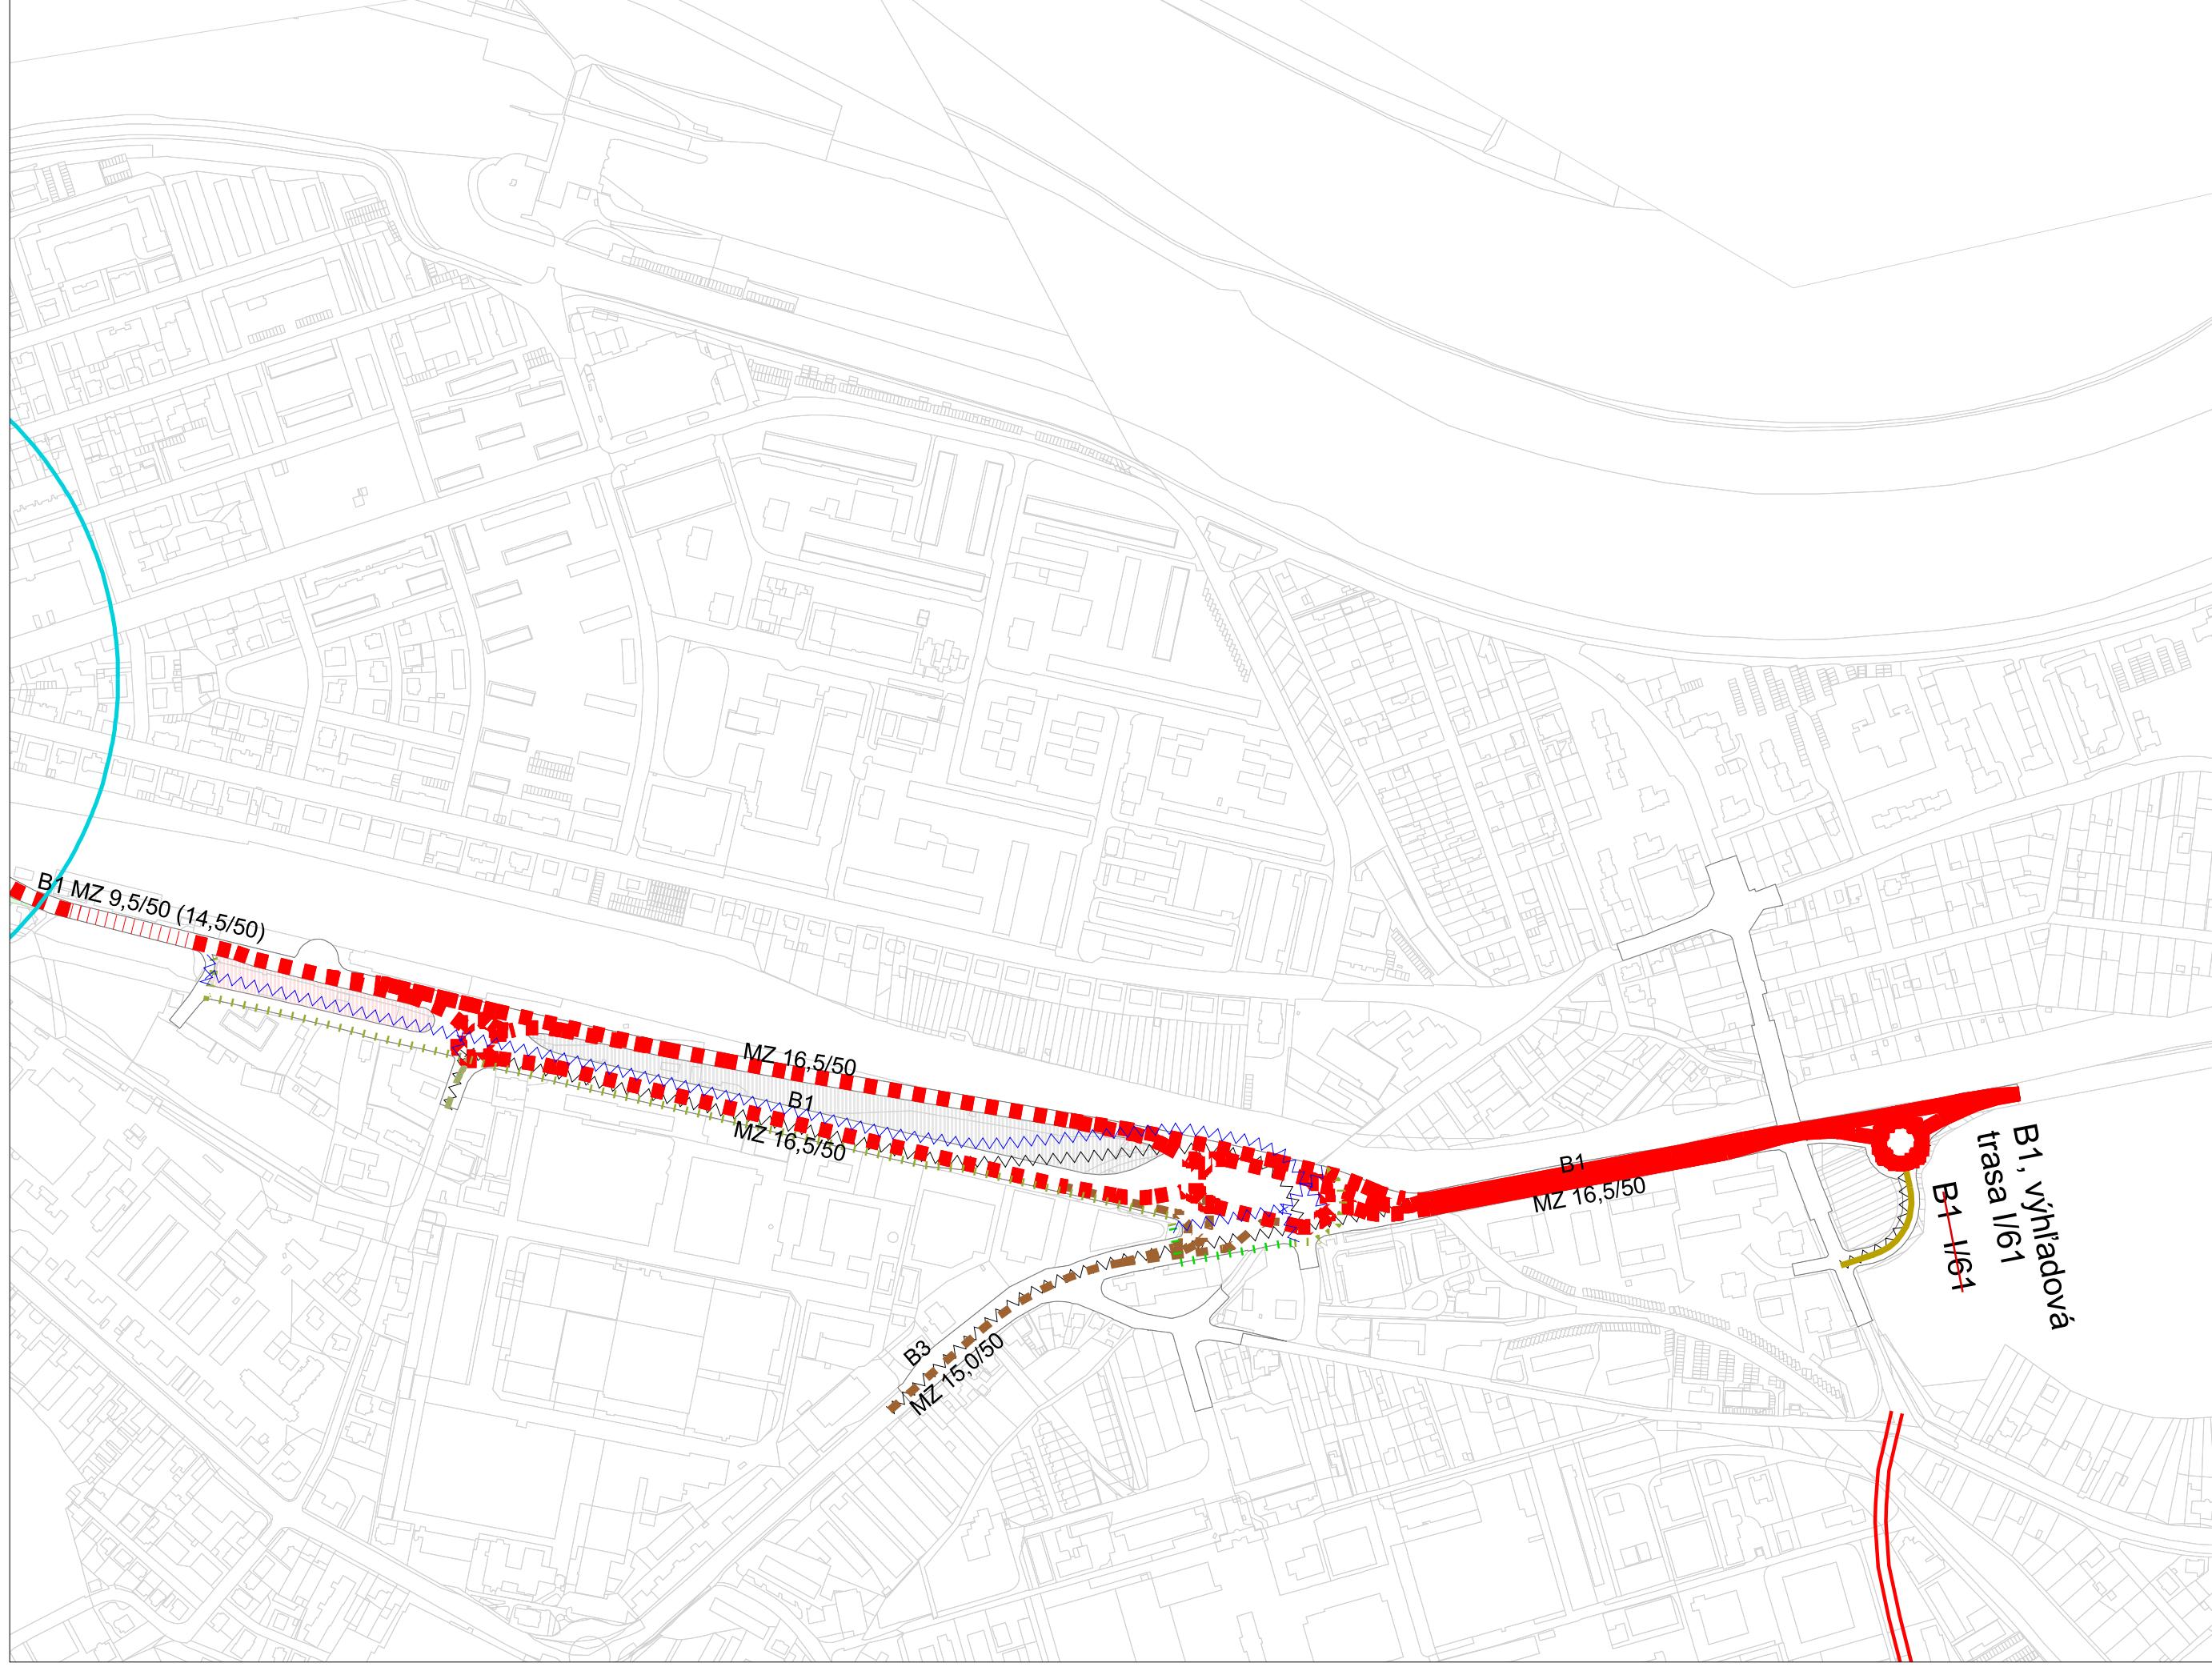 B1 MZ 9,5/50 (14,5/50)
MZ 16,5/50
B1
MZ 16,5/50
B1
MZ 16,5/50
B1, výhľadová
trasa I/61
B1 I/61
B3
MZ 15,0/50